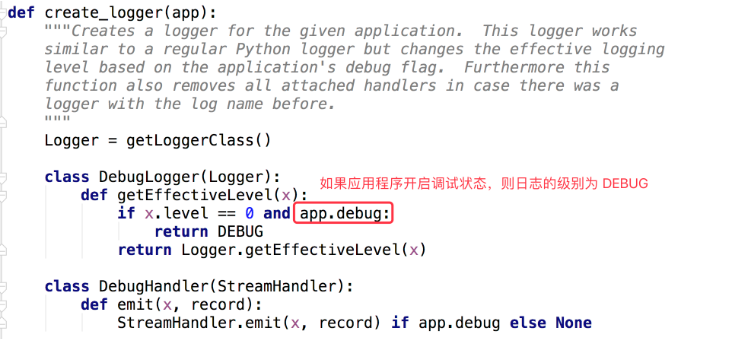 def create_logger(app):
    """Creates a logger for the given application.  This logger works
    similar to a regular Python logger but changes the effective logging
    level based on the application's debug flag.  Furthermore this
    function also removes all attached handlers in case there was a
    logger with the log name before.
    """
    Logger = getLoggerClass()
    class DebugLogger(Logger):
        def getEffectiveLevel(x):
如果应用程序开启调试状态，则日志的级别为 DEBUG
            if x.level == 0 and app.debug:
                return DEBUG
            return Logger.getEffectiveLevel(x)
    class DebugHandler(StreamHandler):
        def emit(x, record):
            StreamHandler.emit(x, record) if app.debug else None